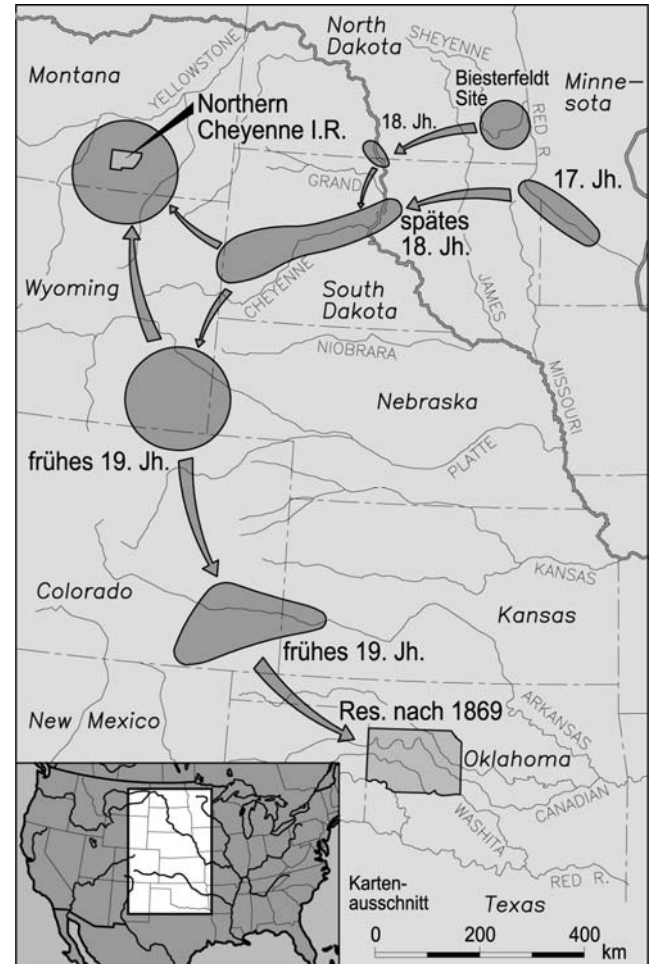 North
Dakota
SHEYENNE
Montana
YELLOWSTONE
Biesterfeldt
Site
Minne-
sota
RED R.
Northern
Cheyenne I.R.
18. Jh.
GRAND
17. Jh.
spätes
18. Jh.
Wyoming
CHEYENNE
South
Dakota
JAMES
NIOBRARA
MISSOURI
Nebraska
PLATTE
frühes 19. Jh.
KANSAS
Colorado
Kansas
frühes 19. Jh.
ARKANSAS
New Mexico
Res. nach 1869
Oklahoma
CANADIAN
WASHITA
RED R.
Karten-
ausschnitt
Texas
0 200 400
km